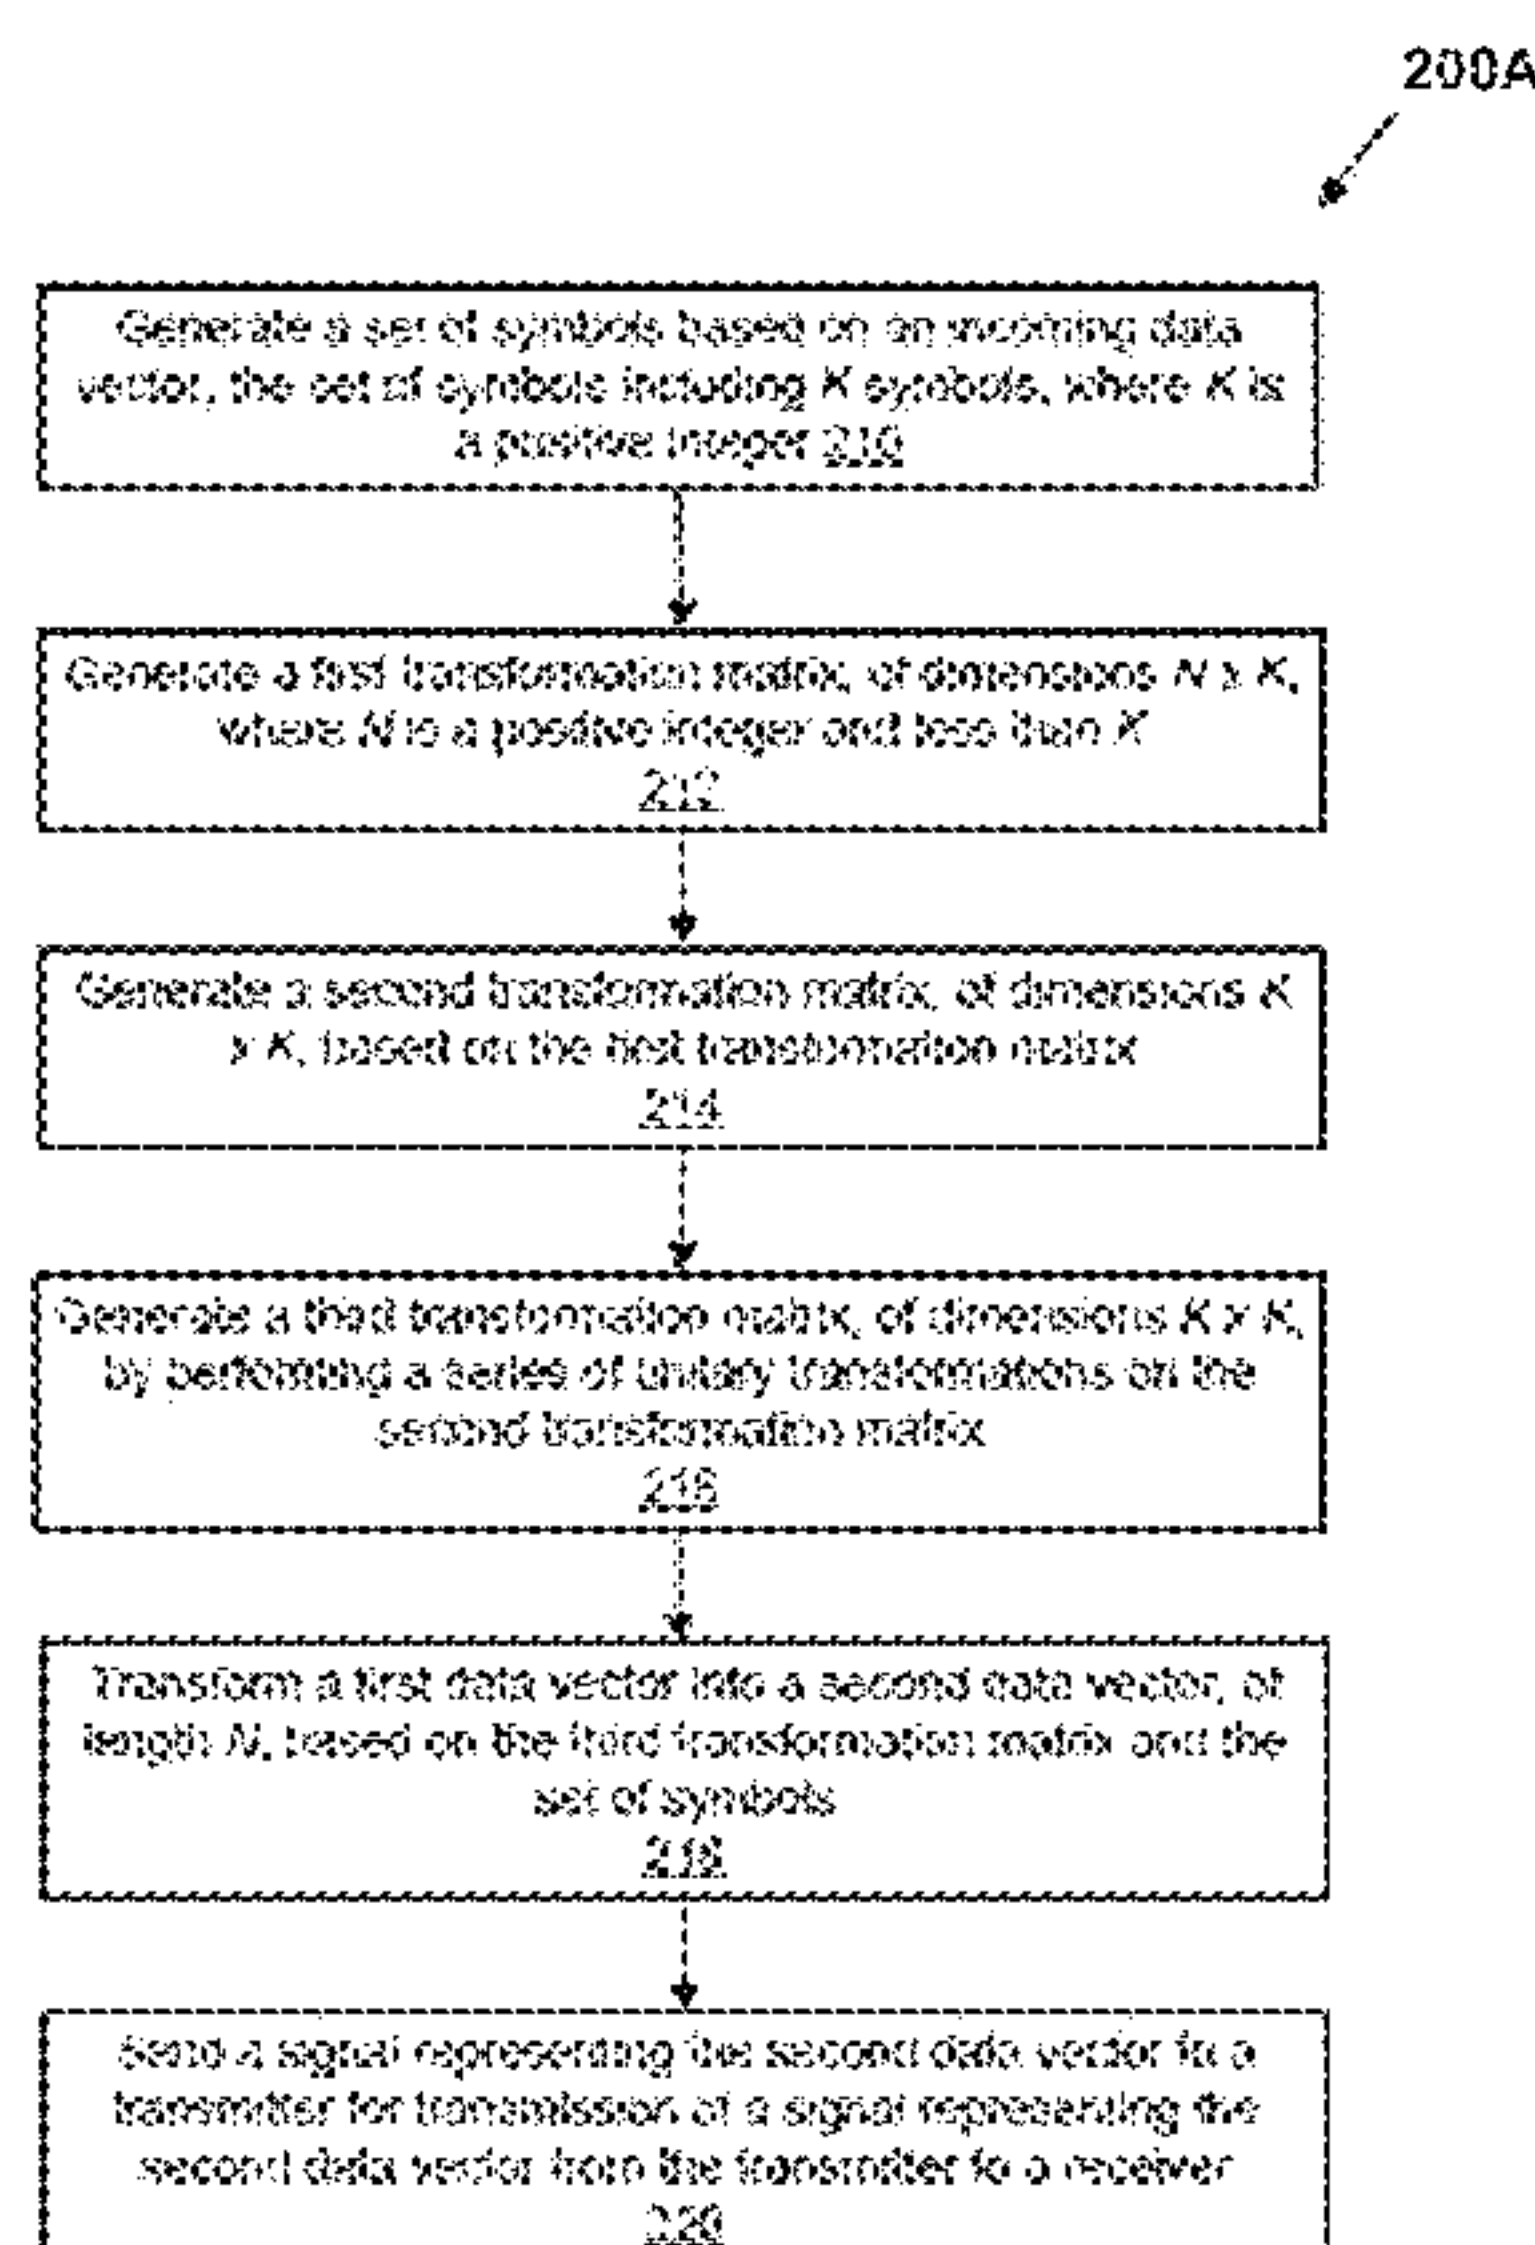 200A
Generate a set of symbols based on an incoming data
vector, the set of symbols including K symbols, where K is
a positive integer 210
Generate a first transformation matrix, of dimensions N x K,
where N is a positive integer and less than K
212
Generate a second transformation matrix, of dimensions K
x K, based on the first transformation matrix
214
Generate a third transformation matrix, of dimensions K x K,
by performing a series of unitary transformations on the
second transformation matrix
216
Transform a first data vector into a second data vector, of
length N, based on the third transformation matrix and the
set of symbols
218
Send a signal representing the second data vector to a
transmitter for transmission of a signal representing the
second data vector from the transmitter to a receiver
220